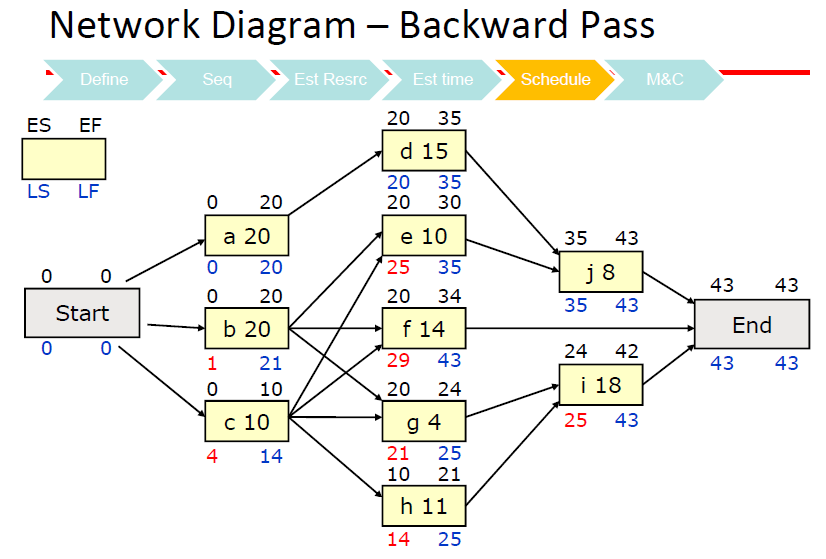 Network Diagram – Backward Pass
Define Seq Est Resrc Est time Schedule M&C
ES EF
LS LF
0 0
Start
0 0
0 20
a 20
0 20
0 20
b 20
1 21
0 10
c 10
4 14
20 35
d 15
20 35
20 30
e 10
25 35
20 34
f 14
29 43
20 24
g 4
21 25
10 21
h 11
14 25
35 43
j 8
35 43
24 42
i 18
25 43
43 43
End
43 43